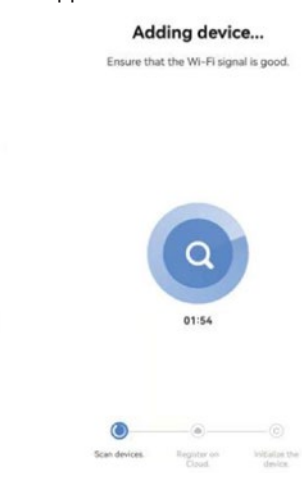 Adding device...
Ensure that the Wi-Fi signal is good.
01:54
Scan devices.
Register on
Cloud.
Initialize the
device.